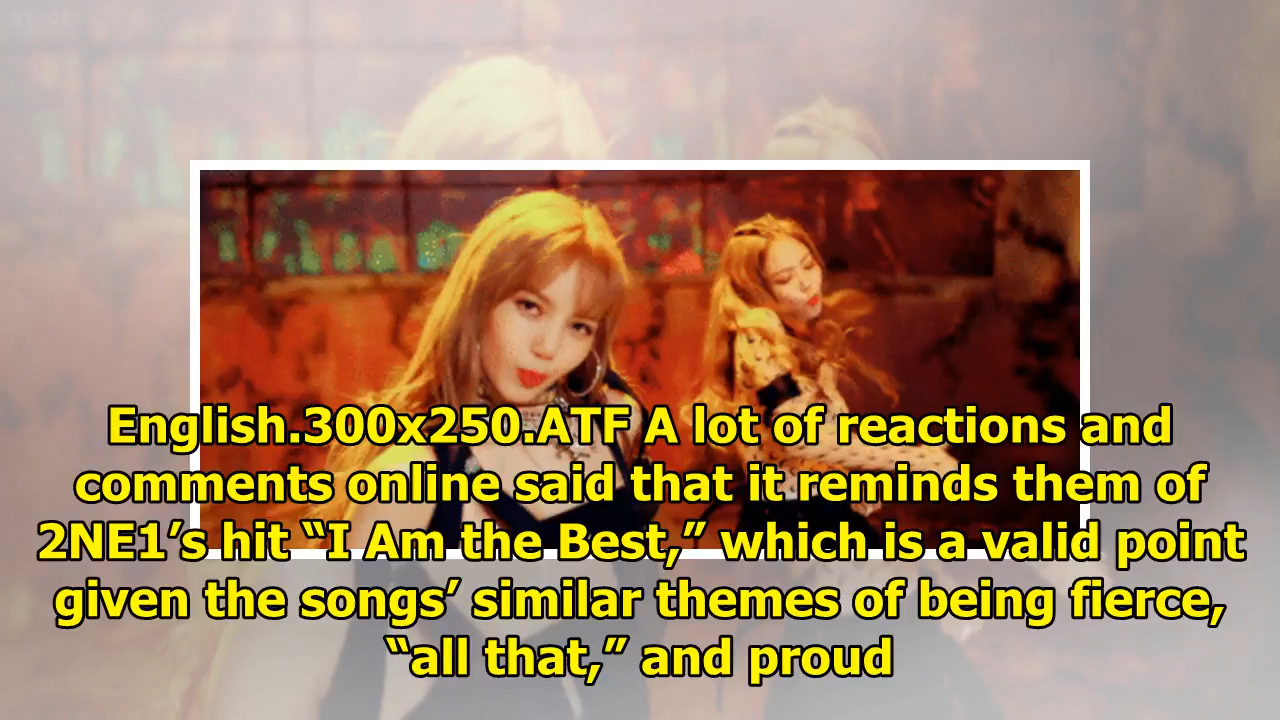 English.300x250.ATF A lot of reactions and
comments online said that it reminds them of
2NE1’s hit “I Am the Best,” which is a valid point
given the songs’ similar themes of being fierce,
“all that,” and proud